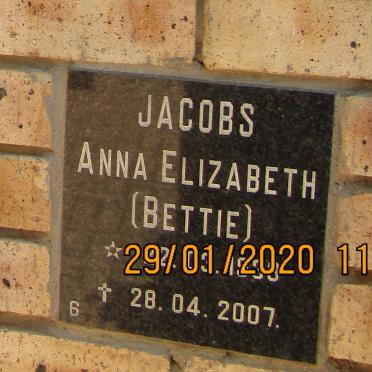 JACOBS
ANNA ELIZABETH
(BETTIE)
29/01/2020 11
✝ 28.04.2007.
6